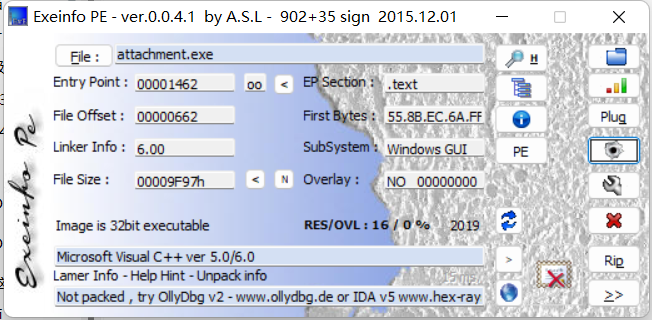 Exeinfo PE - ver.0.0.4.1 by A.S.L - 902+35 sign 2015.12.01
File : attachment.exe H
Entry Point : 00001462 oo < EP Section : .text
File Offset : 00000662 First Bytes : 55.8B.EC.6A.FF Plug
Linker Info : 6.00 SubSystem : Windows GUI PE
File Size : 00009F97h < N Overlay : NO 00000000
Image is 32bit executable RES/OVL : 16 / 0 % 2019
Microsoft Visual C++ ver 5.0/6.0 > Rip
Lamer Info - Help Hint - Unpack info
Not packed , try OllyDbg v2 - www.ollydbg.de or IDA v5 www.hex-ray >>
Exeinfo Pe